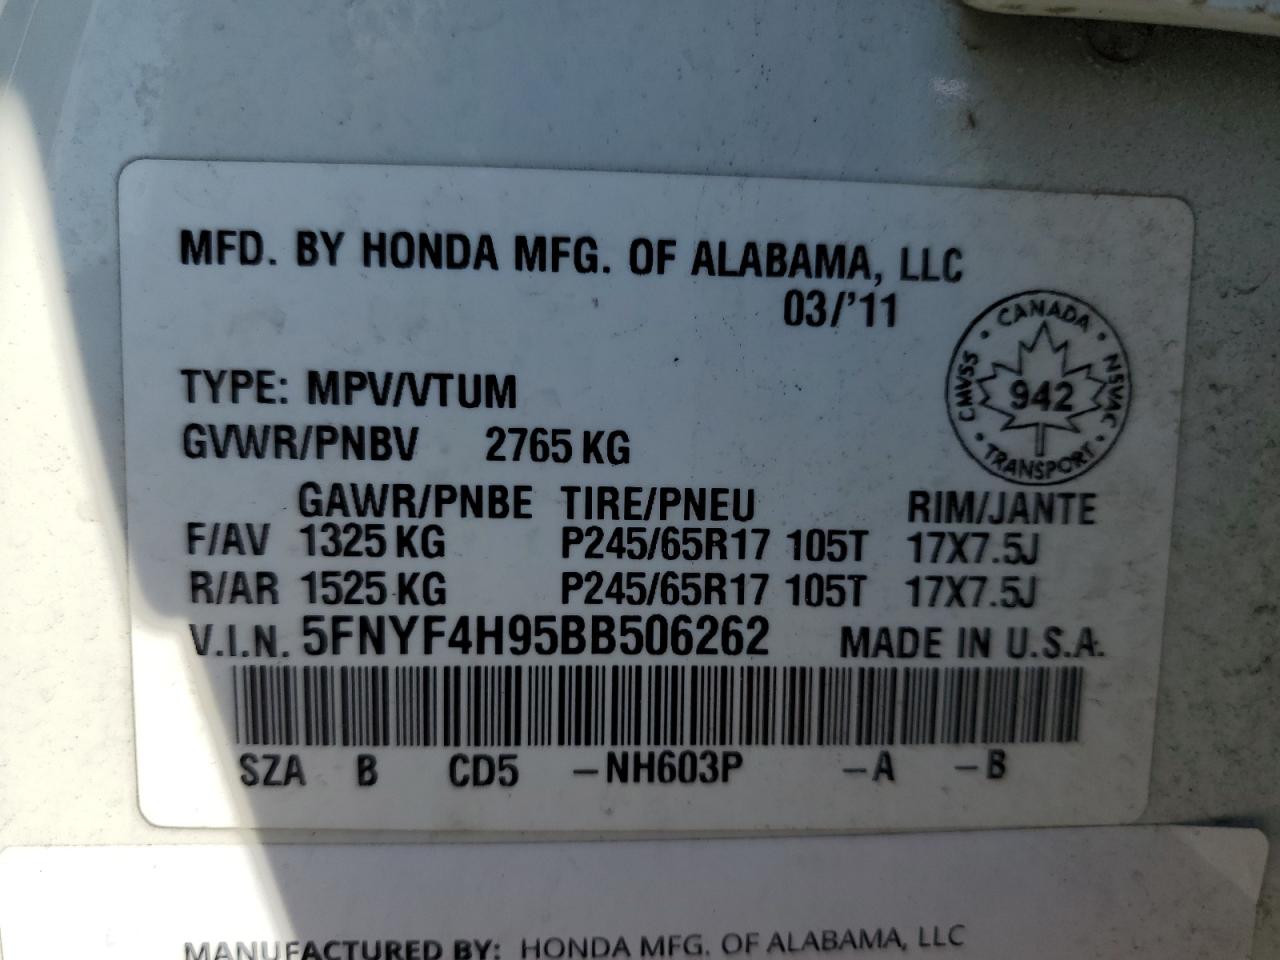 MFD. BY HONDA MFG. OF ALABAMA, LLC
03/'11
CANADA
CMVSS
NSVAC
942
TRANSPORT
TYPE: MPV/VTUM
GVWR/PNBV 2765 KG
GAWR/PNBE TIRE/PNEU RIM/JANTE
F/AV 1325 KG P245/65R17 105T 17X7.5J
R/AR 1525 KG P245/65R17 105T 17X7.5J
V.I.N. 5FNYF4H95BB506262 MADE IN U.S.A.
SZA B CD5 -NH603P -A -B
MANUFACTURED BY: HONDA MFG. OF ALABAMA, LLC